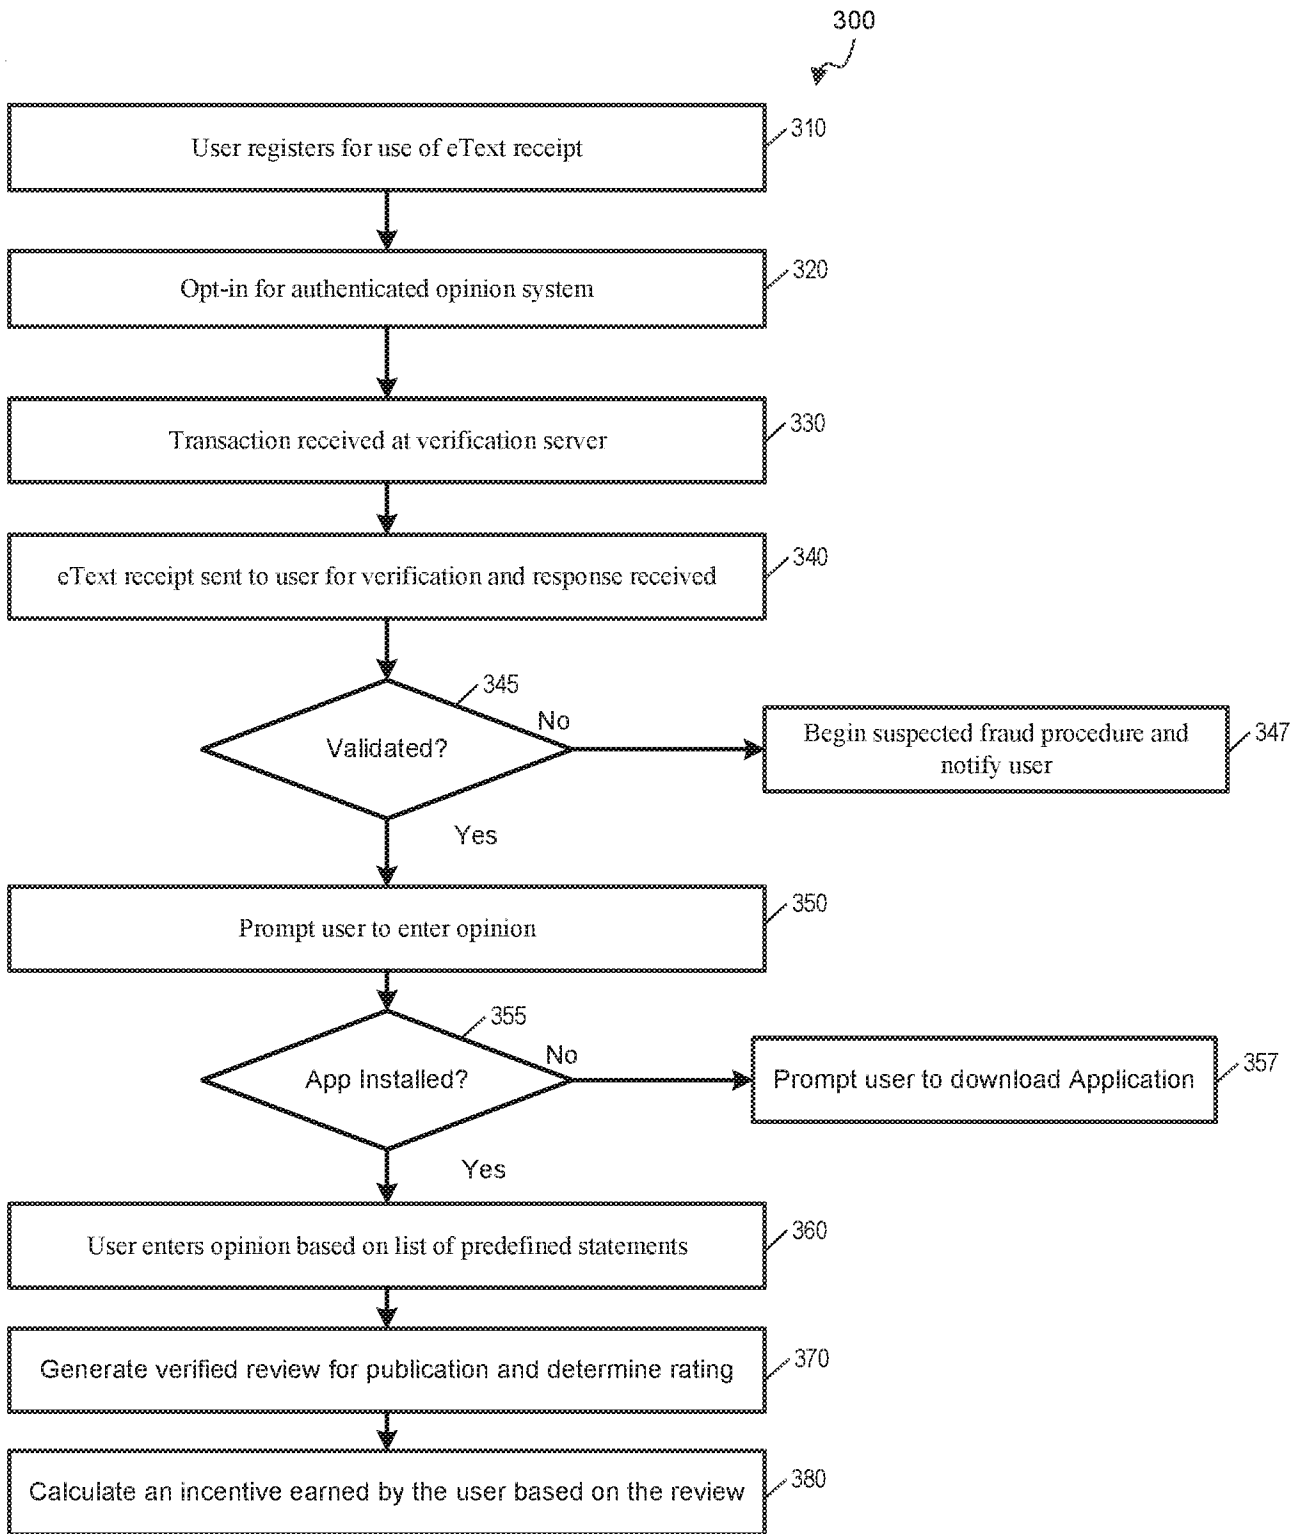 300
User registers for use of eText receipt
310
Opt-in for authenticated opinion system
320
Transaction received at verification server
330
eText receipt sent to user for verification and response received
340
345
Validated?
No
Begin suspected fraud procedure and
notify user
347
Yes
Prompt user to enter opinion
350
355
App Installed?
No
Prompt user to download Application
357
Yes
User enters opinion based on list of predefined statements
360
Generate verified review for publication and determine rating
370
Calculate an incentive earned by the user based on the review
380